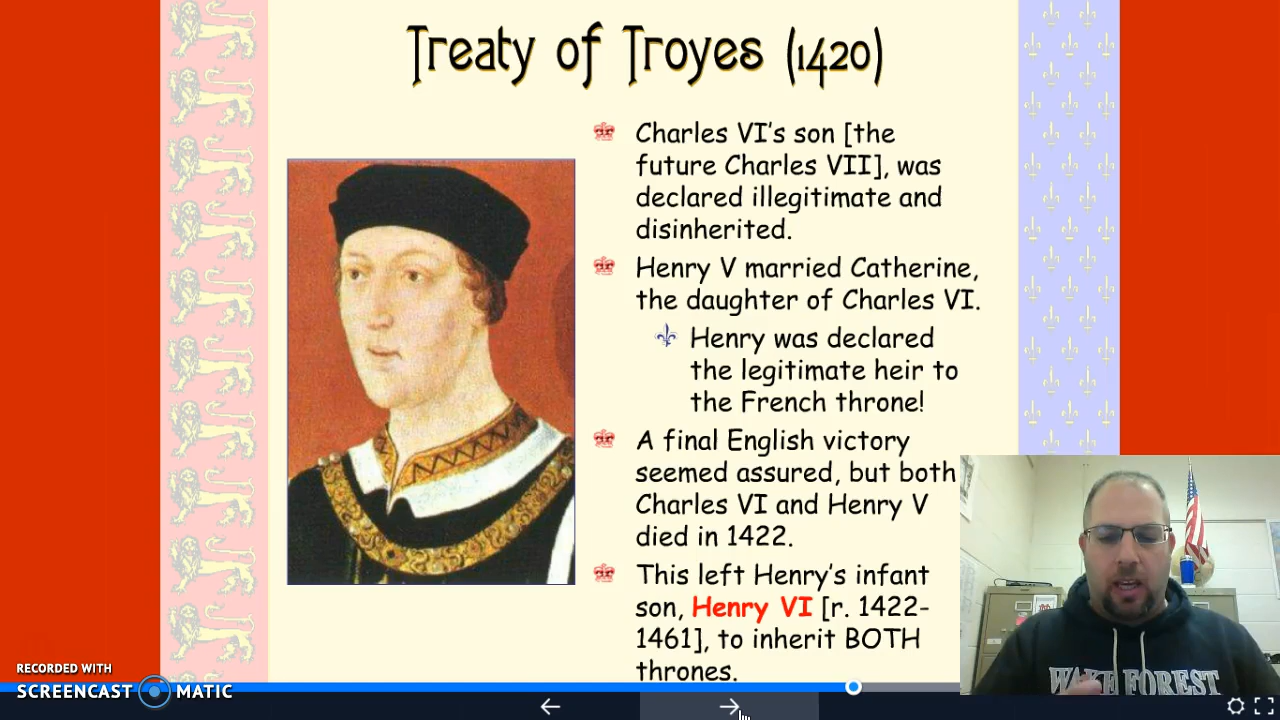 Treaty of Troyes (1420)
Charles VI's son [the
future Charles VII], was
declared illegitimate and
disinherited.
Henry V married Catherine,
the daughter of Charles VI.
Henry was declared
the legitimate heir to
the French throne!
A final English victory
seemed assured, but both
Charles VI and Henry V
died in 1422.
This left Henry's infant
son, Henry VI [r. 1422-
1461], to inherit BOTH
thrones.
WAKE FOREST
RECORDED WITH
SCREENCAST MATIC